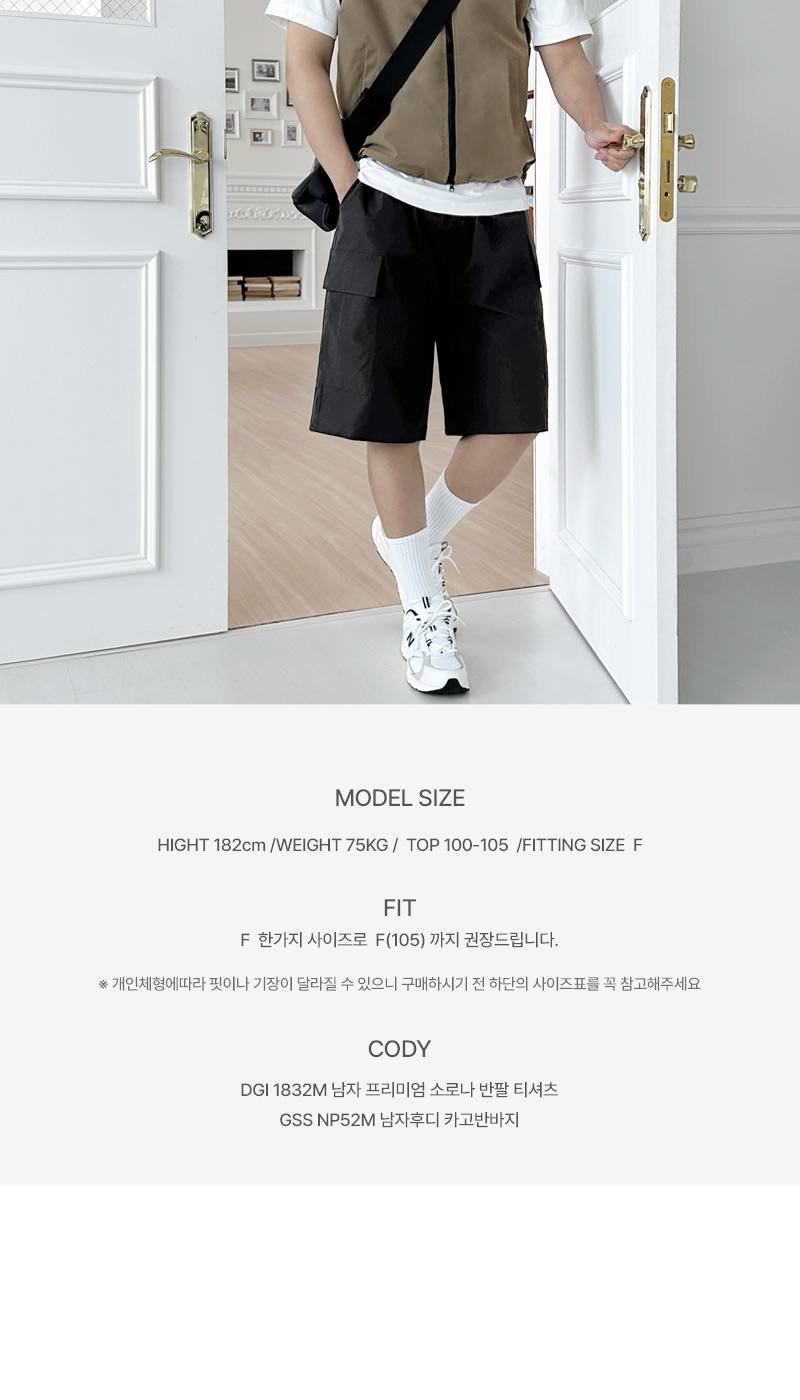 MODEL SIZE
HIGHT 182cm /WEIGHT 75KG / TOP 100-105 /FITTING SIZE F
FIT
F 한가지 사이즈로 F(105) 까지 권장드립니다.
※ 개인체형에따라 핏이나 기장이 달라질 수 있으니 구매하시기 전 하단의 사이즈표를 꼭 참고해주세요
CODY
DGI 1832M 남자 프리미엄 소로나 반팔 티셔츠
GSS NP52M 남자후디 카고반바지